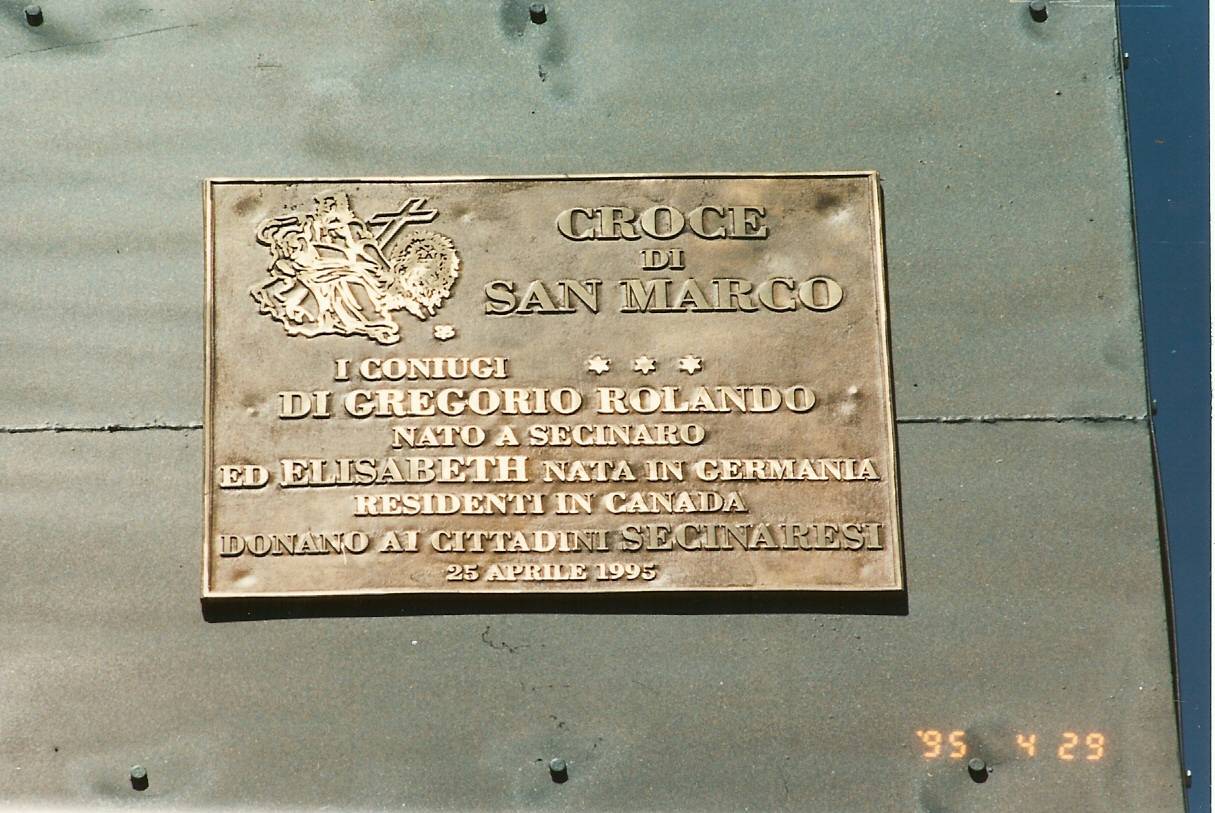 CROCE
DI
SAN MARCO
I CONIUGI
DI GREGORIO ROLANDO
NATO A SECINARO
ED ELISABETH NATA IN GERMANIA
RESIDENTI IN CANADA
DONANO AI CITTADINI SECINARESI
25 APRILE 1995
'95 4 29